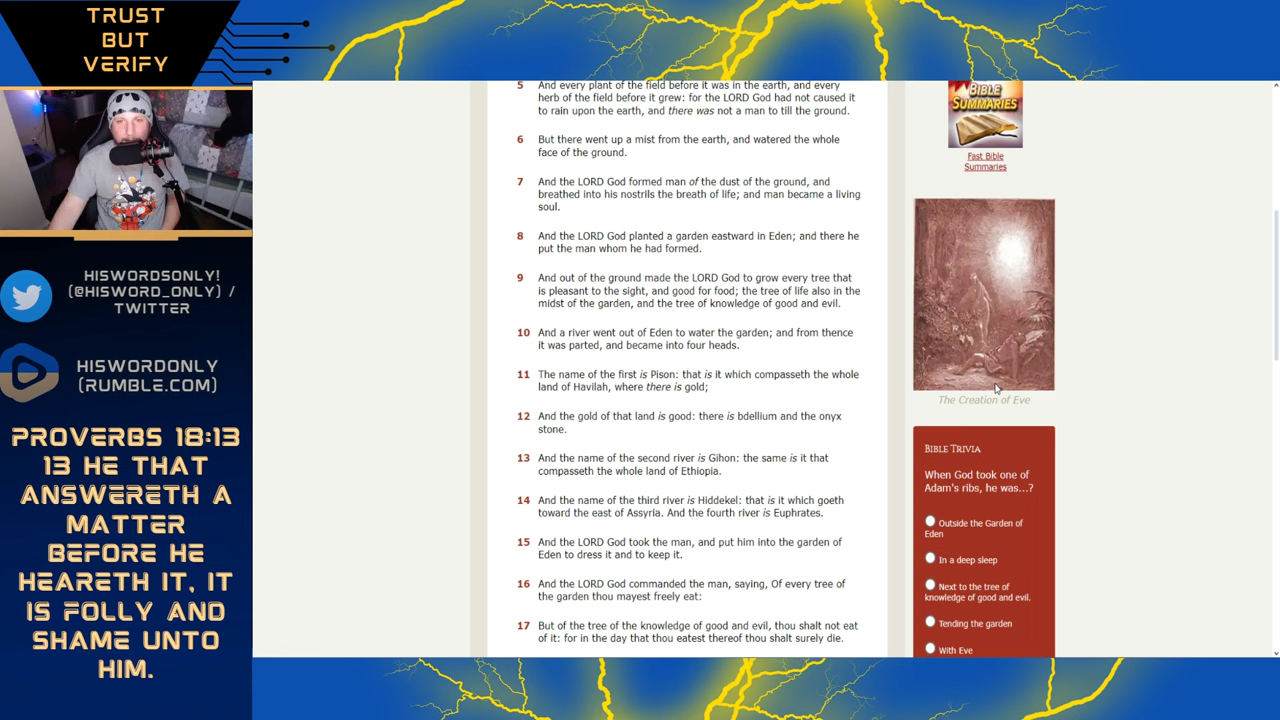 TRUST
BUT
VERIFY
HISWORDSONLY!
(@HISWORD_ONLY) /
TWITTER
HISWORDONLY
(RUMBLE.COM)
PROVERBS 18:13
13 HE THAT
ANSWERETH A
MATTER
BEFORE HE
HEARETH IT, IT
IS FOLLY AND
SHAME UNTO
HIM.
5 And every plant of the field before it was in the earth, and every
herb of the field before it grew: for the LORD God had not caused it
to rain upon the earth, and there was not a man to till the ground.
6 But there went up a mist from the earth, and watered the whole
face of the ground.
7 And the LORD God formed man of the dust of the ground, and
breathed into his nostrils the breath of life; and man became a living
soul.
8 And the LORD God planted a garden eastward in Eden; and there he
put the man whom he had formed.
9 And out of the ground made the LORD God to grow every tree that
is pleasant to the sight, and good for food; the tree of life also in the
midst of the garden, and the tree of knowledge of good and evil.
10 And a river went out of Eden to water the garden; and from thence
it was parted, and became into four heads.
11 The name of the first is Pison: that is it which compasseth the whole
land of Havilah, where there is gold;
12 And the gold of that land is good: there is bdellium and the onyx
stone.
13 And the name of the second river is Gihon: the same is it that
compasseth the whole land of Ethiopia.
14 And the name of the third river is Hiddekel: that is it which goeth
toward the east of Assyria. And the fourth river is Euphrates.
15 And the LORD God took the man, and put him into the garden of
Eden to dress it and to keep it.
16 And the LORD God commanded the man, saying, Of every tree of
the garden thou mayest freely eat:
17 But of the tree of the knowledge of good and evil, thou shalt not eat
of it: for in the day that thou eatest thereof thou shalt surely die.
BIBLE
SUMMARIES
Fast Bible
Summaries
The Creation of Eve
BIBLE TRIVIA
When God took one of
Adam's ribs, he was...?
Outside the Garden of
Eden
In a deep sleep
Next to the tree of
knowledge of good and evil.
Tending the garden
With Eve